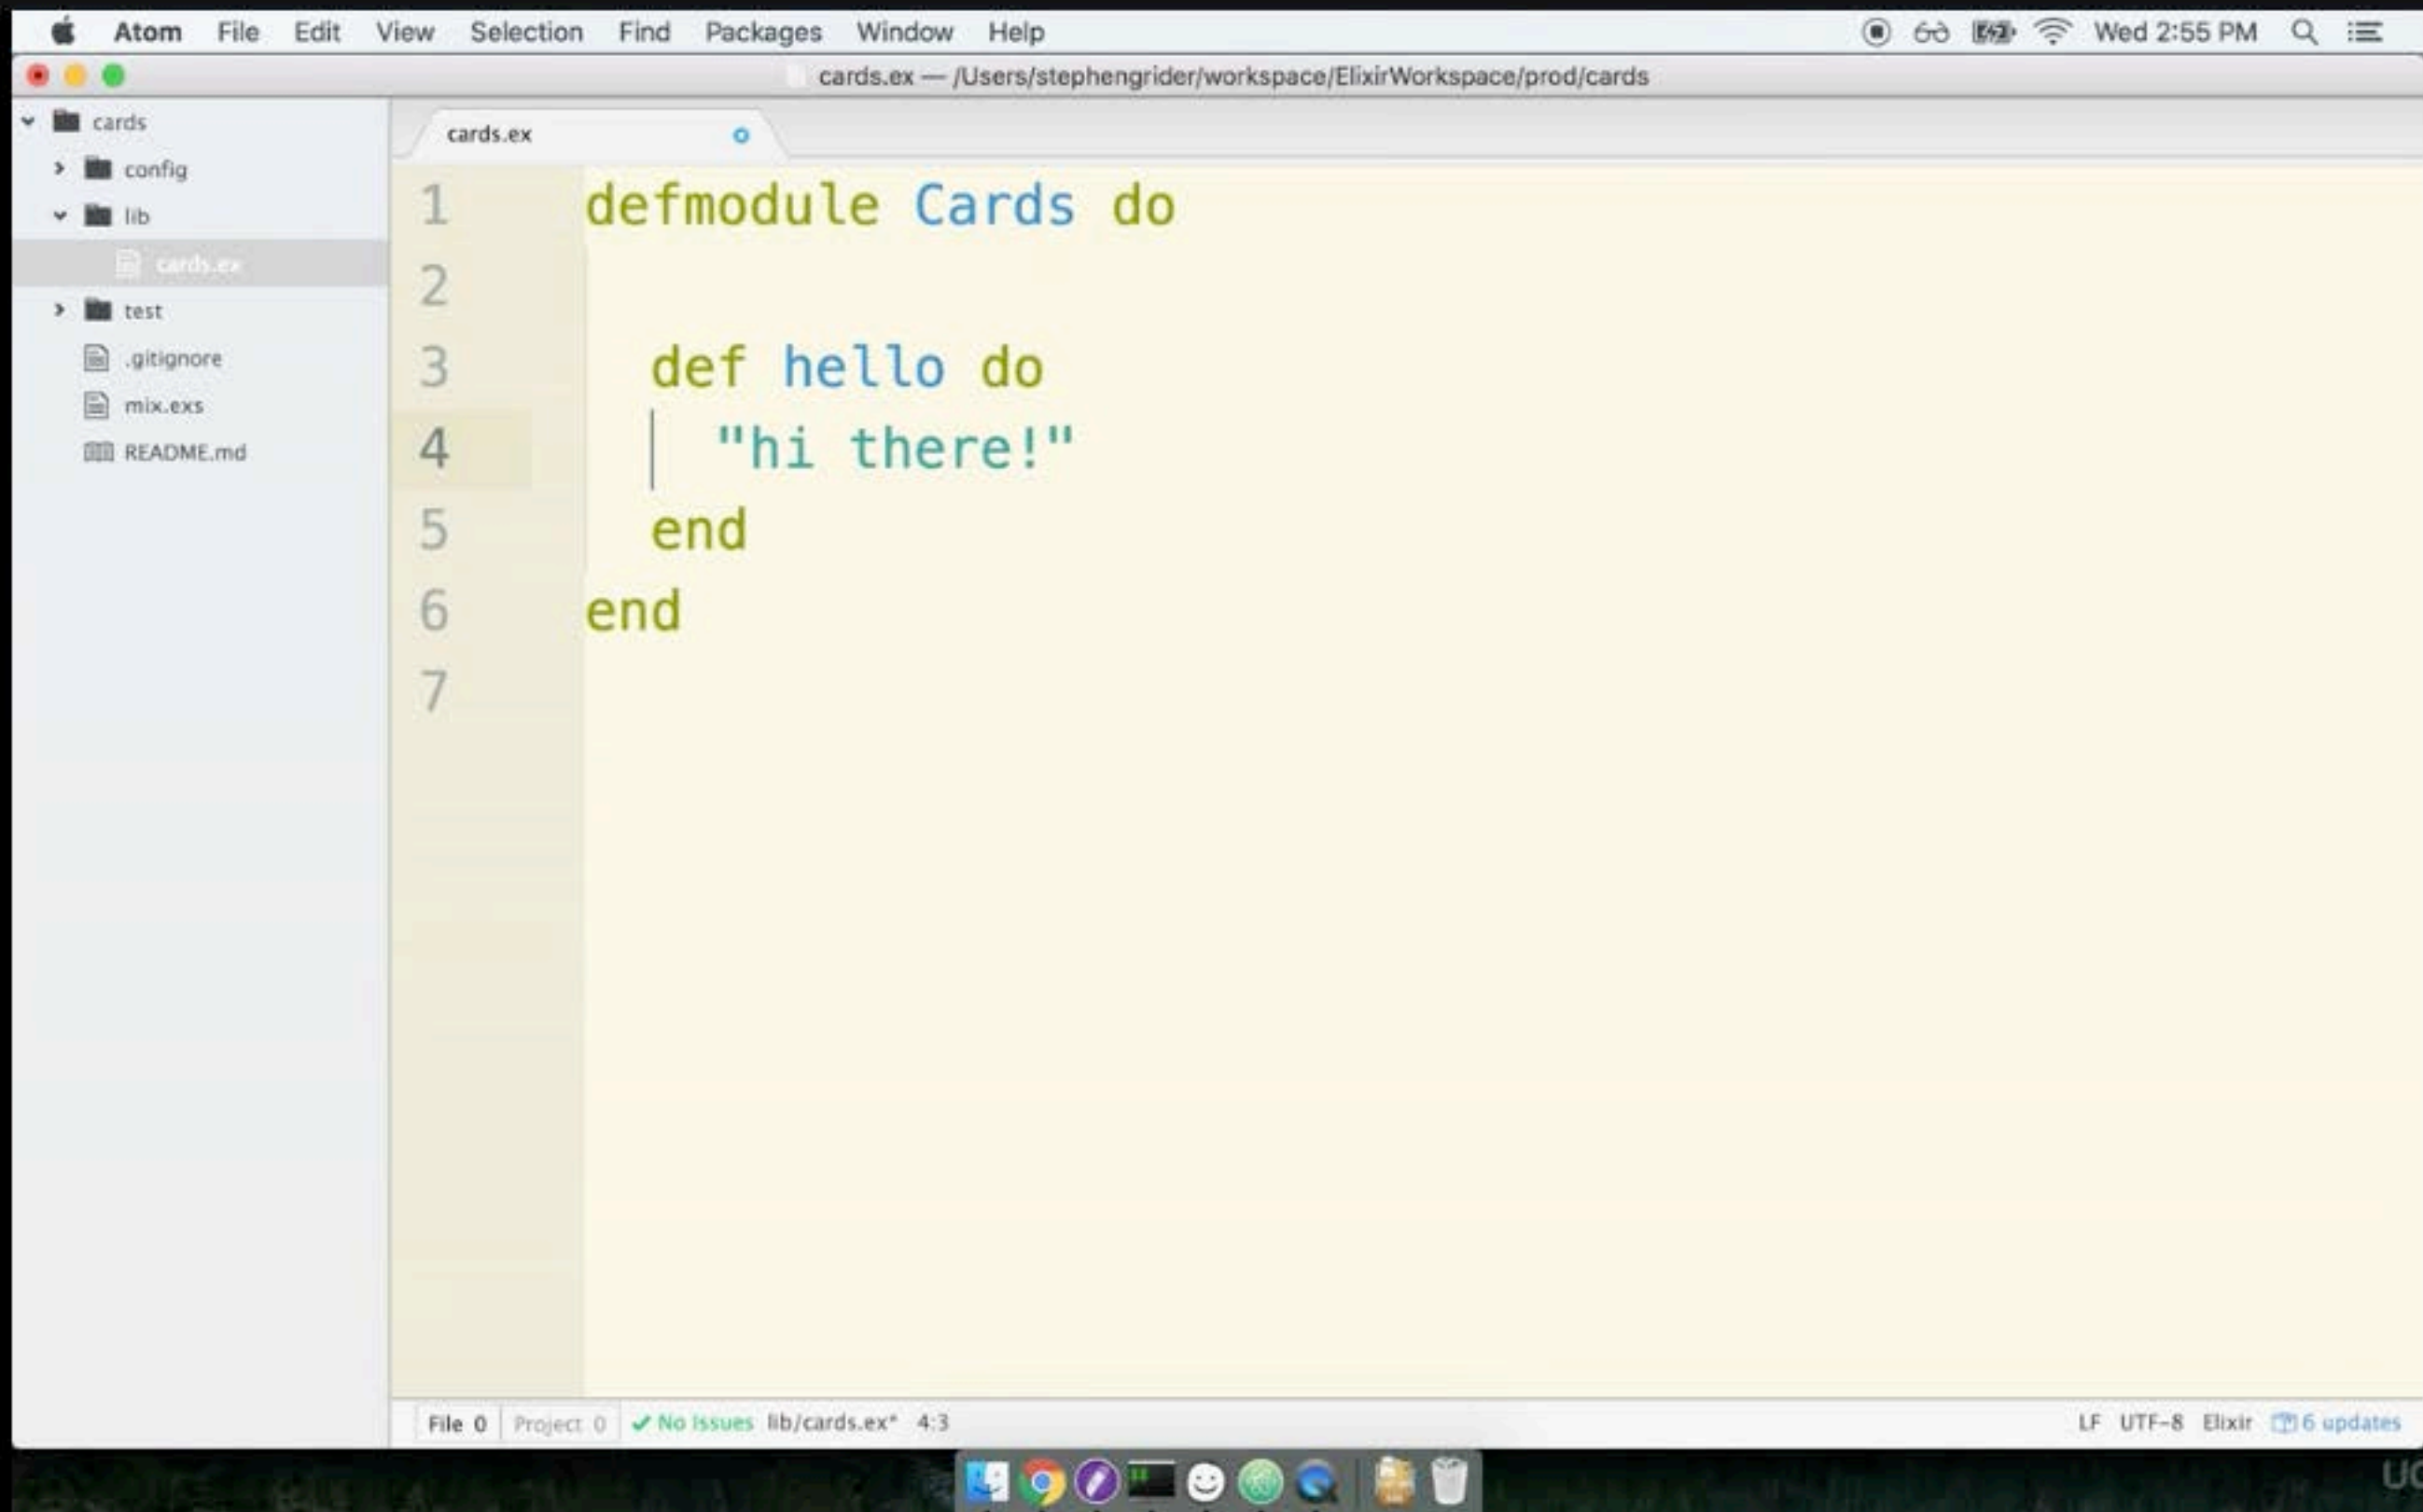 Atom File Edit View Selection Find Packages Window Help Wed 2:55 PM
cards.ex — /Users/stephengrider/workspace/ElixirWorkspace/prod/cards
cards
config
lib
cards.ex
test
.gitignore
mix.exs
README.md
cards.ex
1 defmodule Cards do
2
3 def hello do
4 "hi there!"
5 end
6 end
7
File 0 Project 0 No Issues lib/cards.ex* 4:3 LF UTF-8 Elixir 6 updates